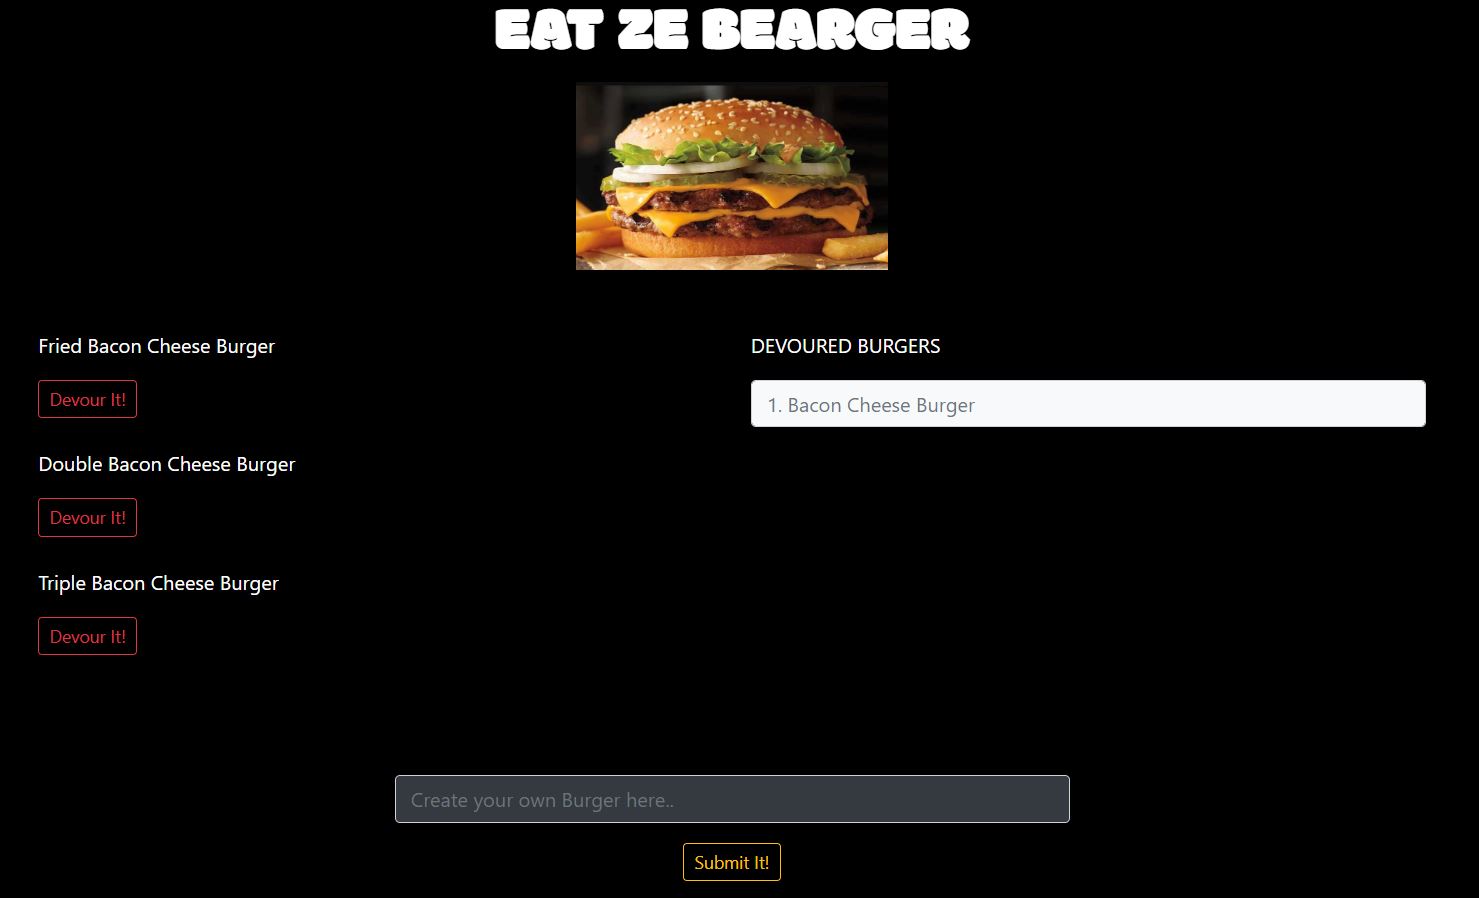 EAT ZE BEARGER
Fried Bacon Cheese Burger
Devour It!
Double Bacon Cheese Burger
Devour It!
Triple Bacon Cheese Burger
Devour It!
DEVOURED BURGERS
1. Bacon Cheese Burger
Create your own Burger here..
Submit It!